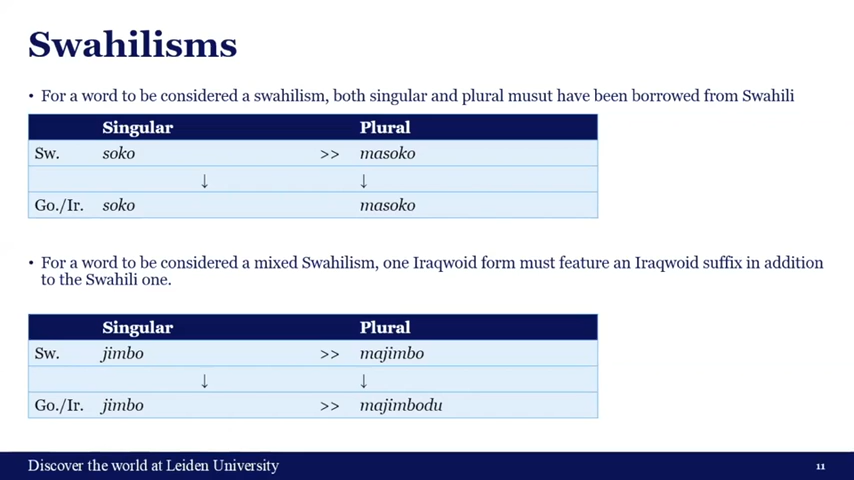 Swahilisms
• For a word to be considered a swahilism, both singular and plural musut have been borrowed from Swahili
Singular Plural
Sw. soko >> masoko
↓ ↓
Go./Ir. soko masoko
• For a word to be considered a mixed Swahilism, one Iraqwoid form must feature an Iraqwoid suffix in addition
to the Swahili one.
Singular Plural
Sw. jimbo >> majimbo
↓ ↓
Go./Ir. jimbo >> majimbodu
Discover the world at Leiden University 11